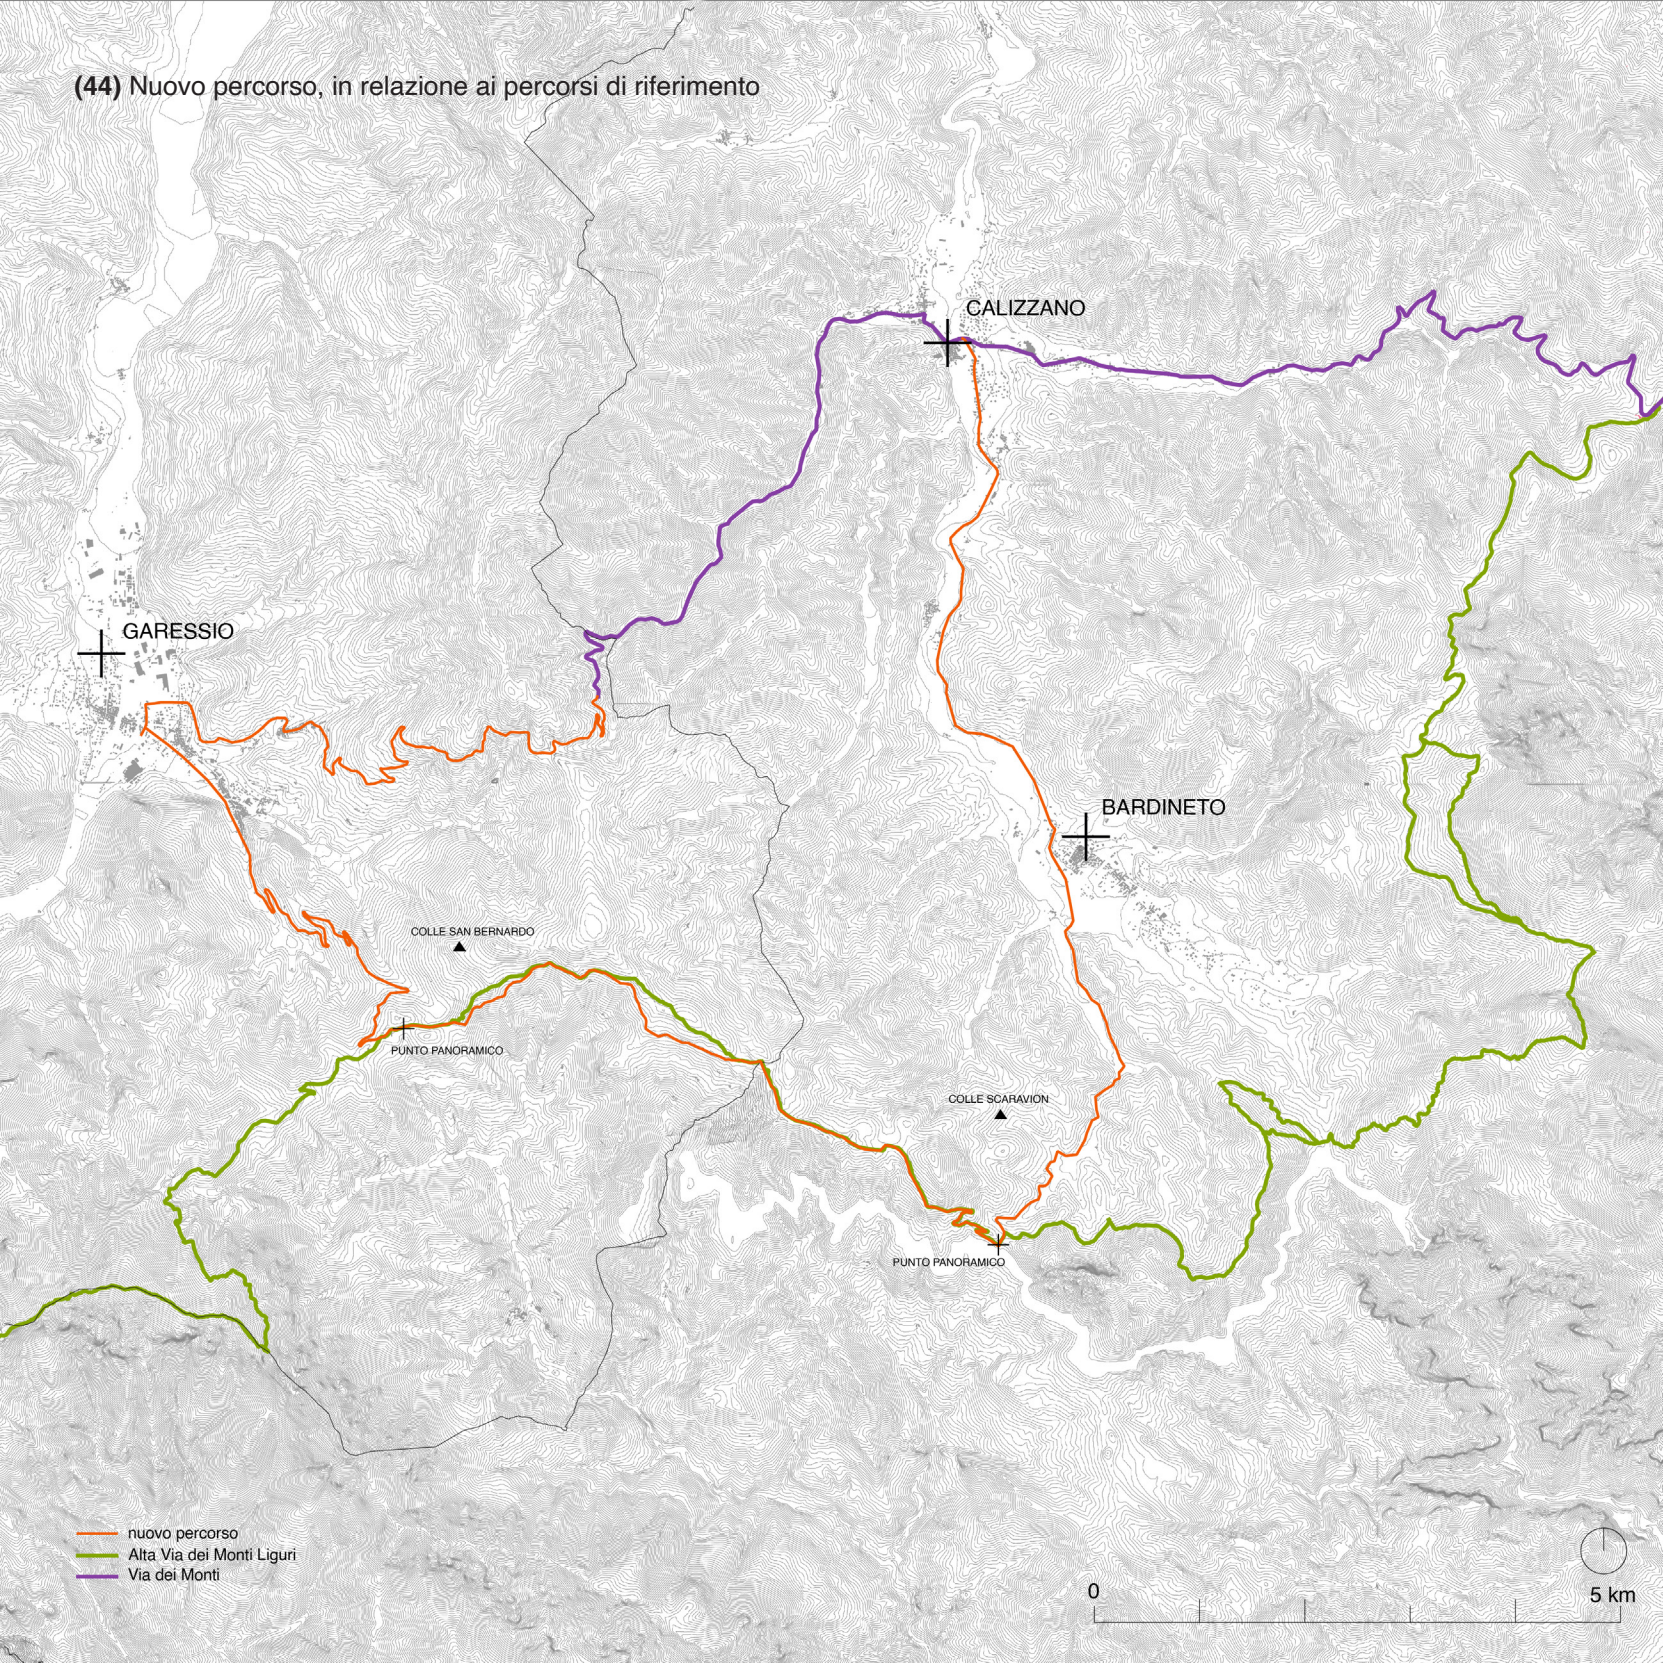 (44) Nuovo percorso, in relazione ai percorsi di riferimento
CALIZZANO
GARESSIO
BARDINETO
COLLE SAN BERNARDO
PUNTO PANORAMICO
COLLE SCARAVION
PUNTO PANORAMICO
nuovo percorso
Alta Via dei Monti Liguri
Via dei Monti
0
5 km